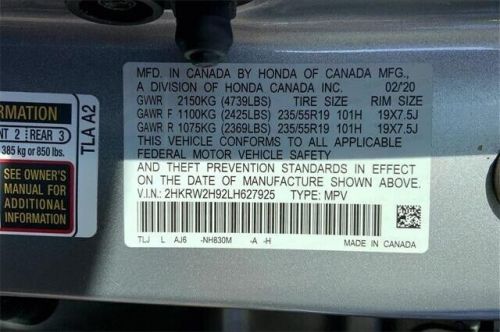 MFD. IN CANADA BY HONDA OF CANADA MFG.,
A DIVISION OF HONDA CANADA INC. 02/'20
GVWR 2150KG (4739LBS) TIRE SIZE RIM SIZE
GAWR F 1100KG (2425LBS) 235/55R19 101H 19X7.5J
GAWR R 1075KG (2369LBS) 235/55R19 101H 19X7.5J
THIS VEHICLE CONFORMS TO ALL APPLICABLE
FEDERAL MOTOR VEHICLE SAFETY
AND THEFT PREVENTION STANDARDS IN EFFECT
ON THE DATE OF MANUFACTURE SHOWN ABOVE.
V.I.N.: 2HKRW2H92LH627925 TYPE: MPV
TLJ L AJ6 -NH830M -A -H
MADE IN CANADA
ORMATION
NT 2 REAR 3
385 kg or 850 lbs.
SEE OWNER'S
MANUAL FOR
ADDITIONAL
TLA A2